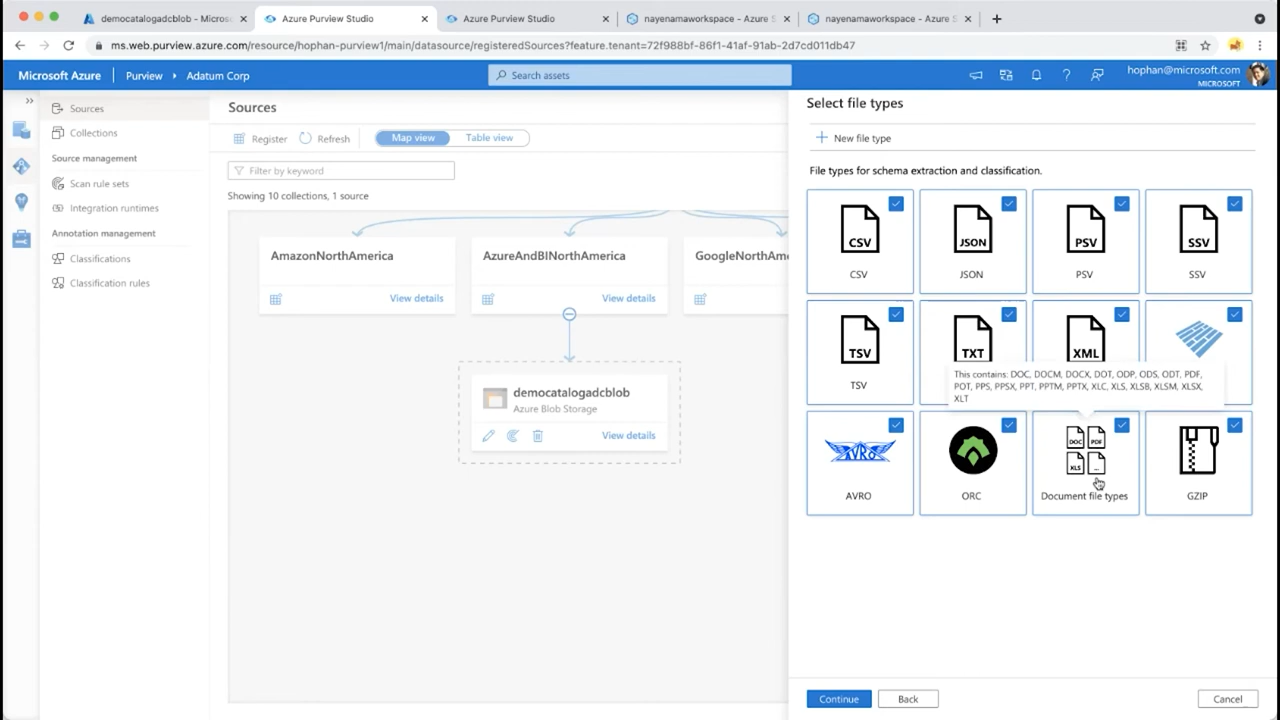 democatalogadcblob - Micros
Azure Purview Studio
Azure Purview Studio
nayenamaworkspace - Azure S
nayenamaworkspace - Azure S
ms.web.purview.azure.com/resource/hophan-purview1/main/datasource/registeredSources?feature.tenant=72f988bf-86f1-41af-91ab-2d7cd011db47
Microsoft Azure
Purview
Adatum Corp
Search assets
hophan@microsoft.com
MICROSOFT
Sources
Collections
Source management
Scan rule sets
Integration runtimes
Annotation management
Classifications
Classification rules
Sources
Register
Refresh
Map view
Table view
Filter by keyword
Showing 10 collections, 1 source
AmazonNorthAmerica
View details
AzureAndBINorthAmerica
View details
GoogleNorthAme
democatalogadcblob
Azure Blob Storage
View details
Select file types
New file type
File types for schema extraction and classification.
CSV
CSV
JSON
JSON
PSV
PSV
SSV
SSV
TSV
TSV
TXT
XML
This contains: DOC, DOCM, DOCX, DOT, ODP, ODS, ODT, PDF,
POT, PPS, PPSX, PPT, PPTM, PPTX, XLC, XLS, XLSB, XLSM, XLSX,
XLT
AVRO
AVRO
ORC
DOC
PDF
XLS
...
Document file types
GZIP
Continue
Back
Cancel